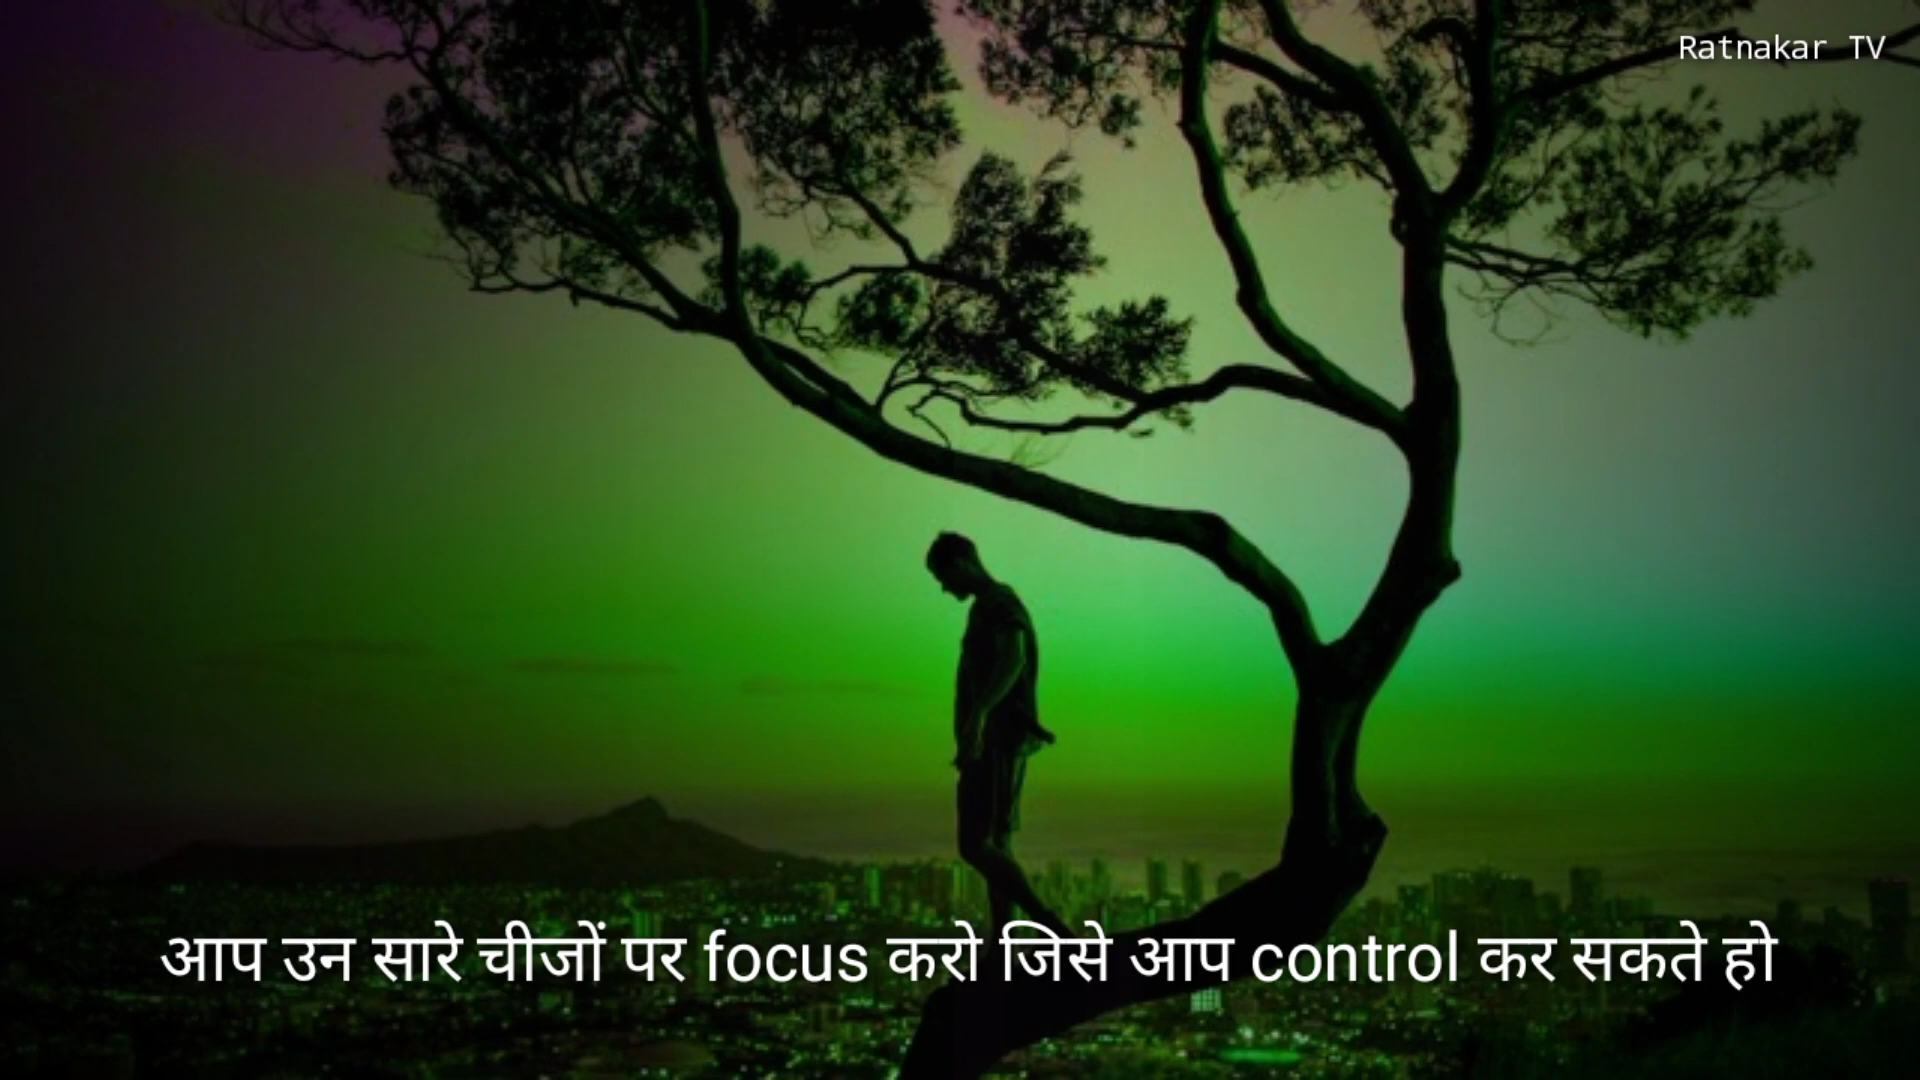 Ratnakar TV
आप उन सारे चीजों पर focus करो जिसे आप control कर सकते हो